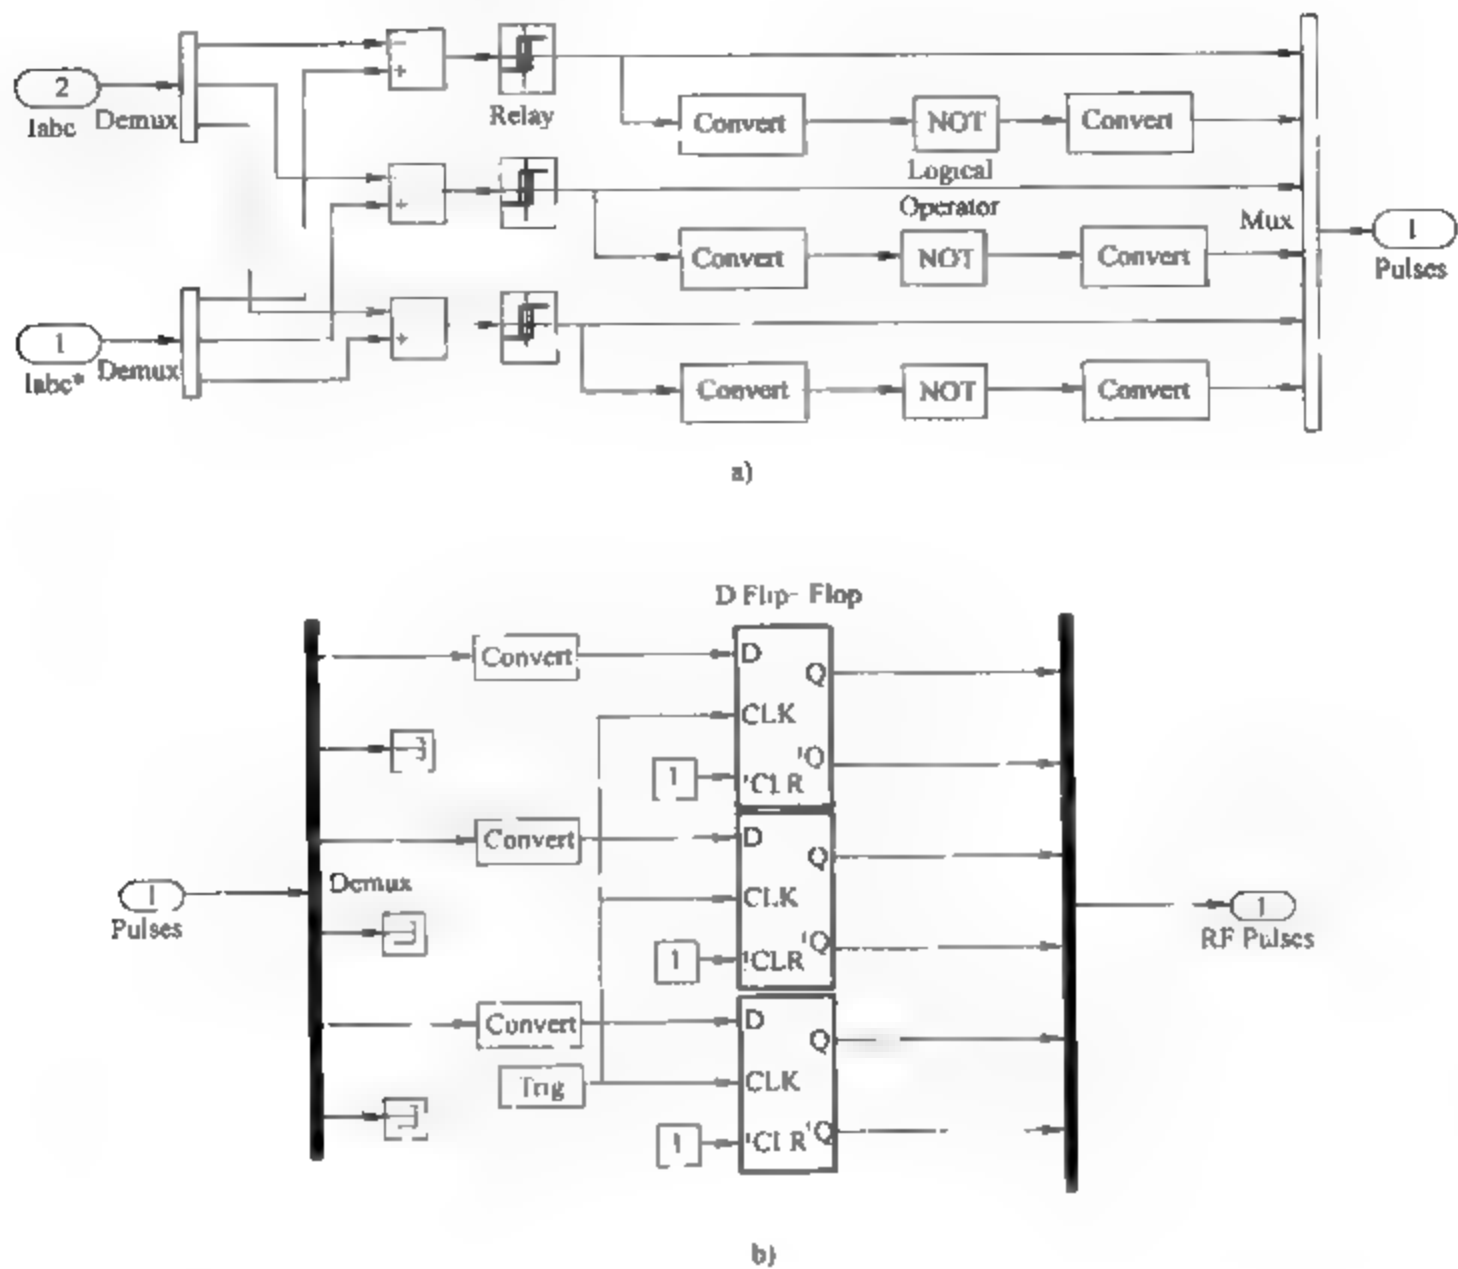 2
Iabc
Demux
−
+
Relay
Convert
NOT
Convert
Logical
Operator
−
+
Convert
NOT
Convert
Mux
1
Pulses
1
Iabc*
Demux
+
Convert
NOT
Convert
a)
D Flip- Flop
Convert
D
Q
CLK
!Q
1
!CLR
Convert
D
Q
1
Pulses
Demux
CLK
!Q
1
!CLR
1
RF Pulses
Convert
D
Q
Trig
CLK
1
!CLR
!Q
b)